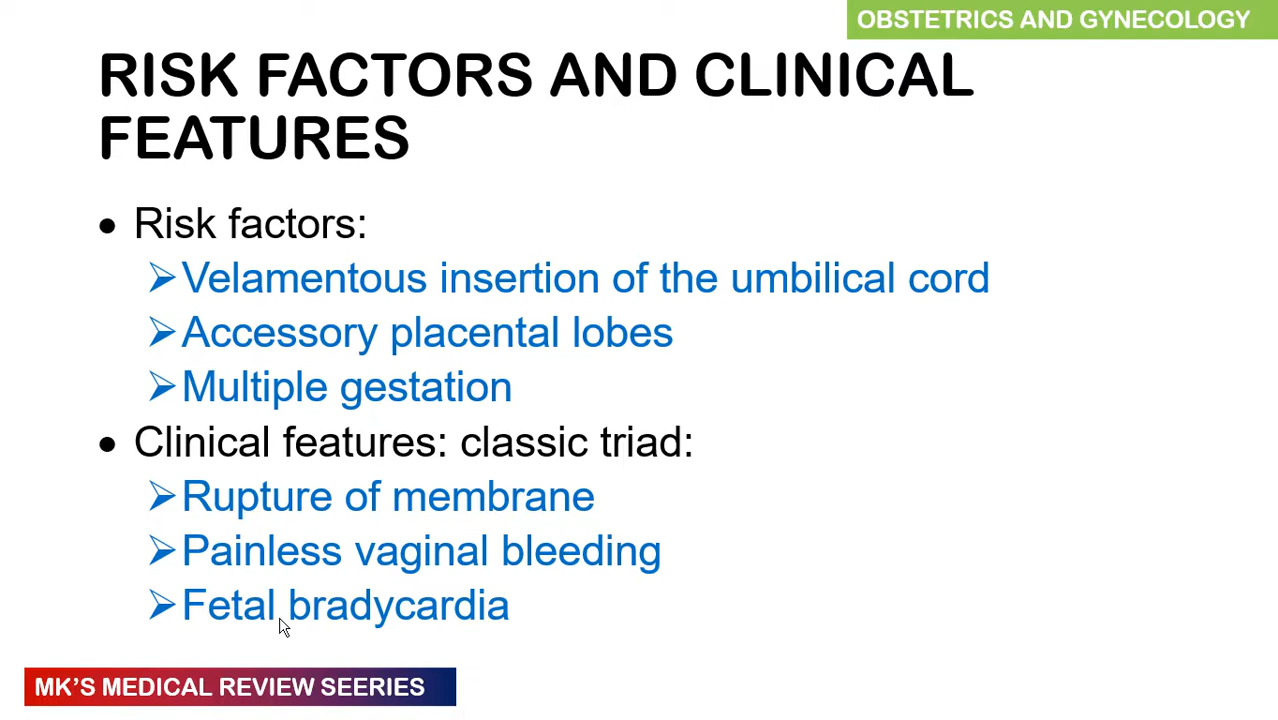 OBSTETRICS AND GYNECOLOGY
RISK FACTORS AND CLINICAL
FEATURES
• Risk factors:
➢Velamentous insertion of the umbilical cord
➢Accessory placental lobes
➢Multiple gestation
• Clinical features: classic triad:
➢Rupture of membrane
➢Painless vaginal bleeding
➢Fetal bradycardia
MK’S MEDICAL REVIEW SEERIES